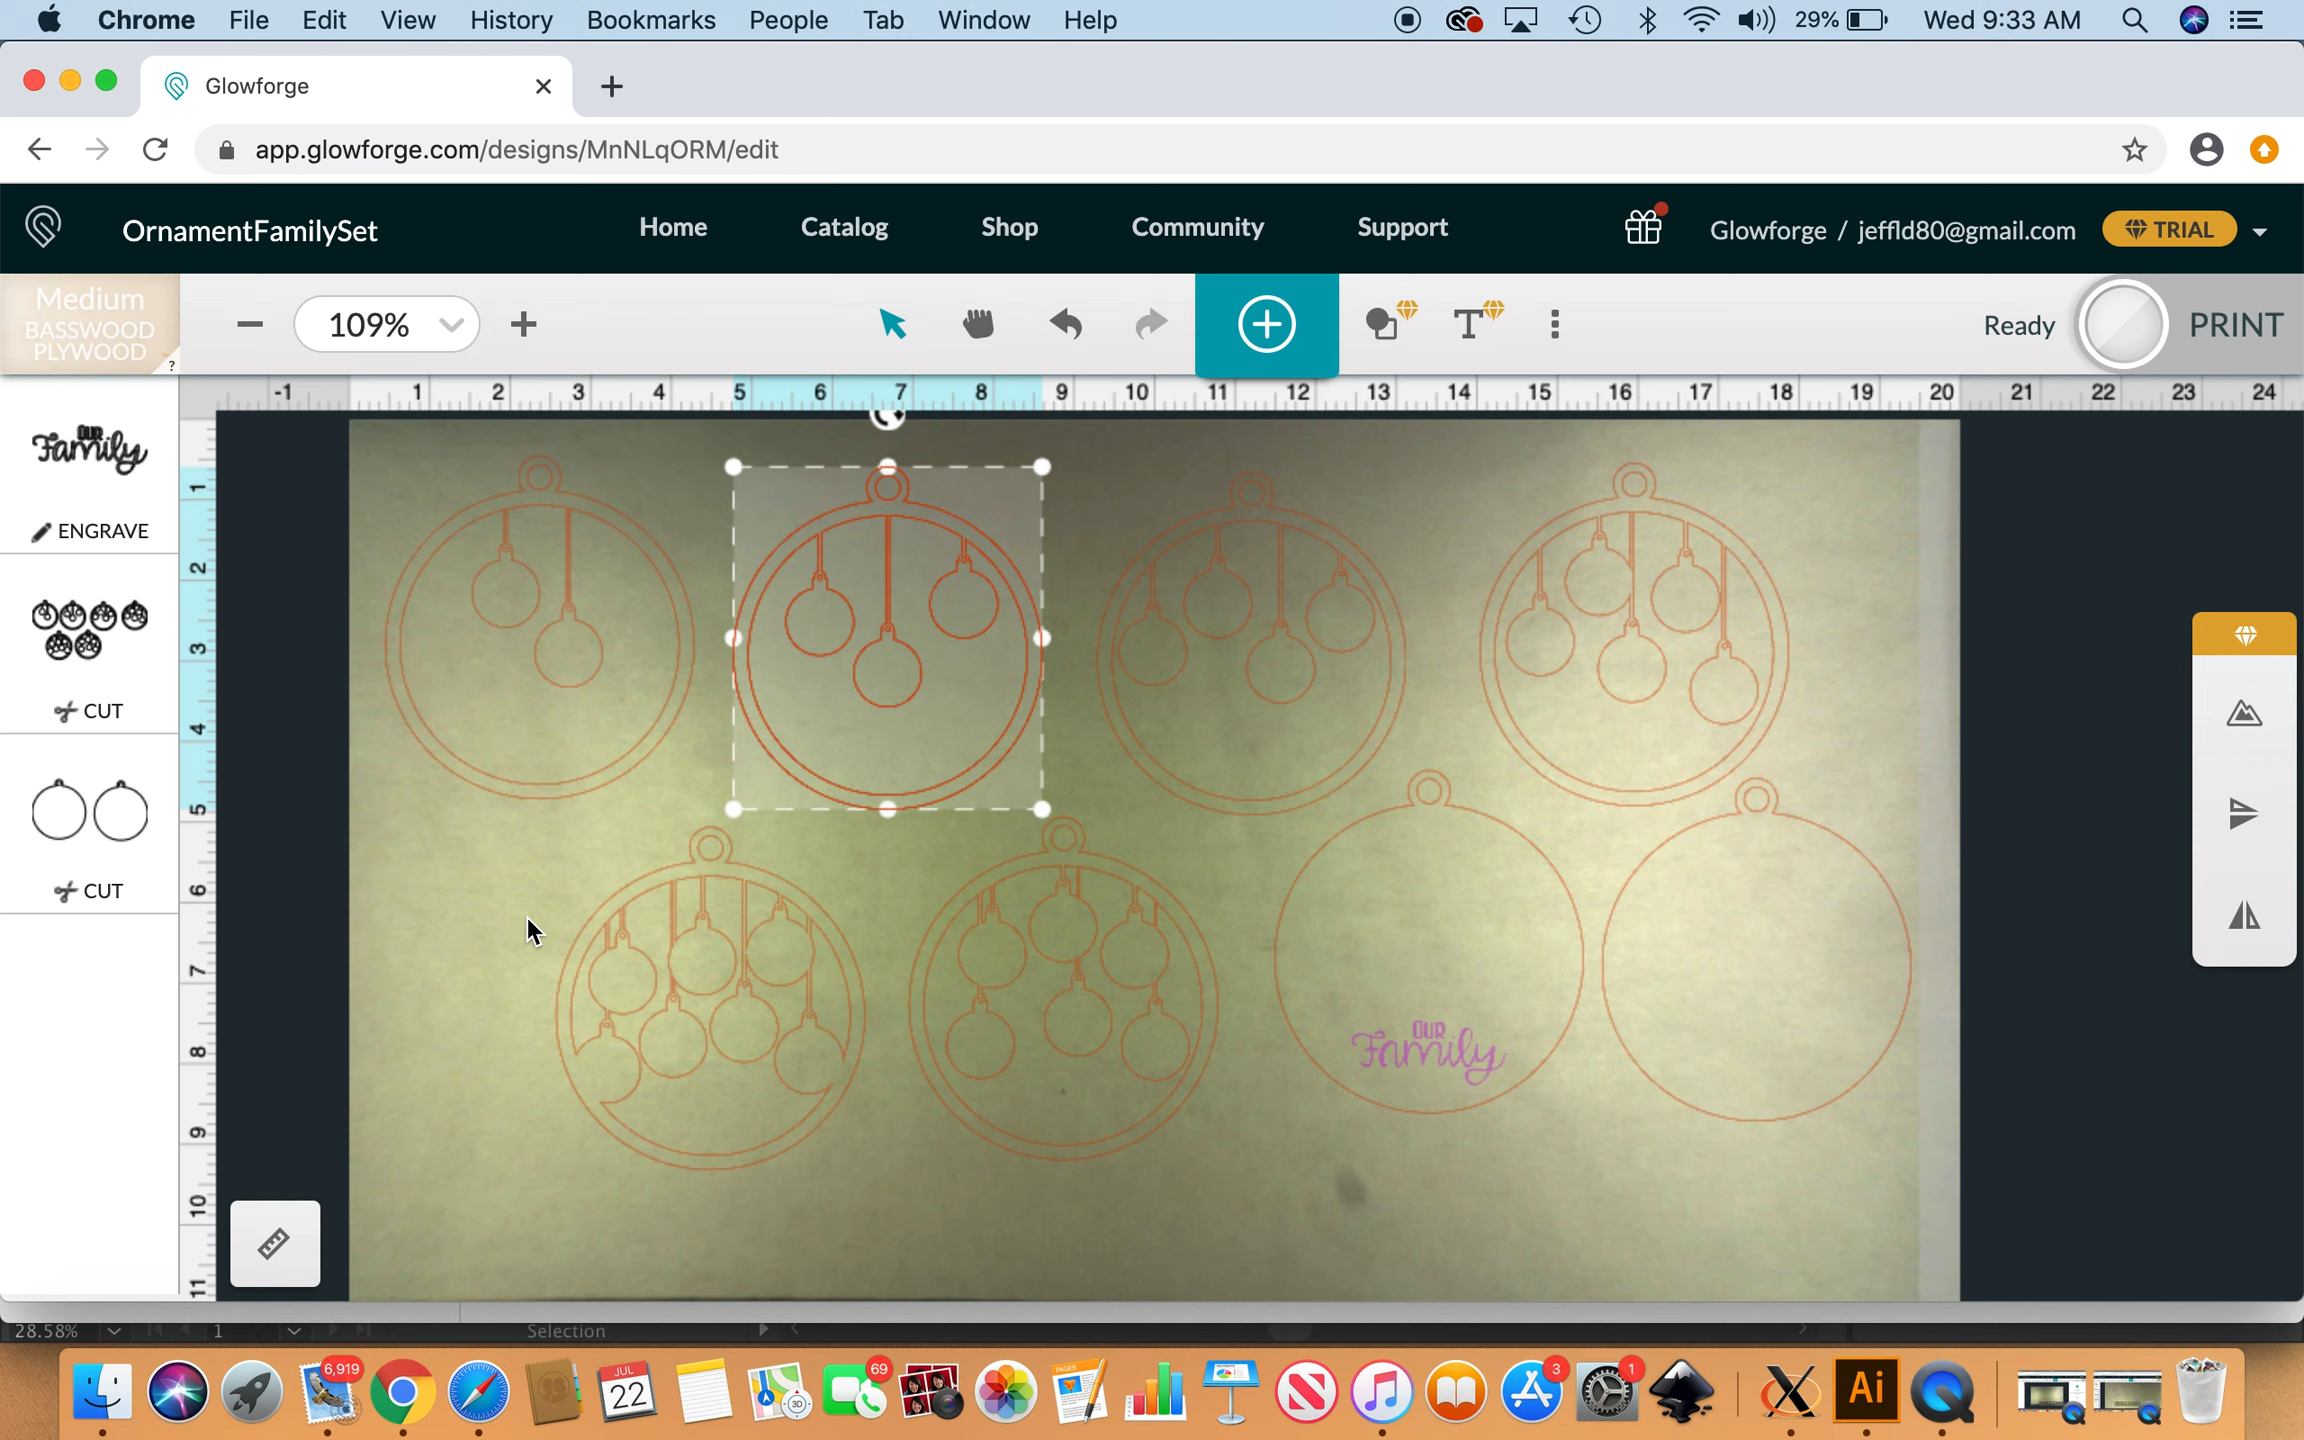 Chrome File Edit View History Bookmarks People Tab Window Help 29% Wed 9:33 AM
Glowforge
app.glowforge.com/designs/MnNLqORM/edit
OrnamentFamilySet Home Catalog Shop Community Support Glowforge / jeffld80@gmail.com TRIAL
Medium
BASSWOOD
PLYWOOD
?
109% T Ready PRINT
-1 1 2 3 4 5 6 7 8 9 10 11 12 13 14 15 16 17 18 19 20 21 22 23 24
OUR
Family
ENGRAVE
CUT
CUT
1
2
3
4
5
6
7
8
9
10
11
OUR
Family
28.58% 1 Selection
6,919 JUL 22 3D 69 PAGES KEYNOTE 3 1 Ai